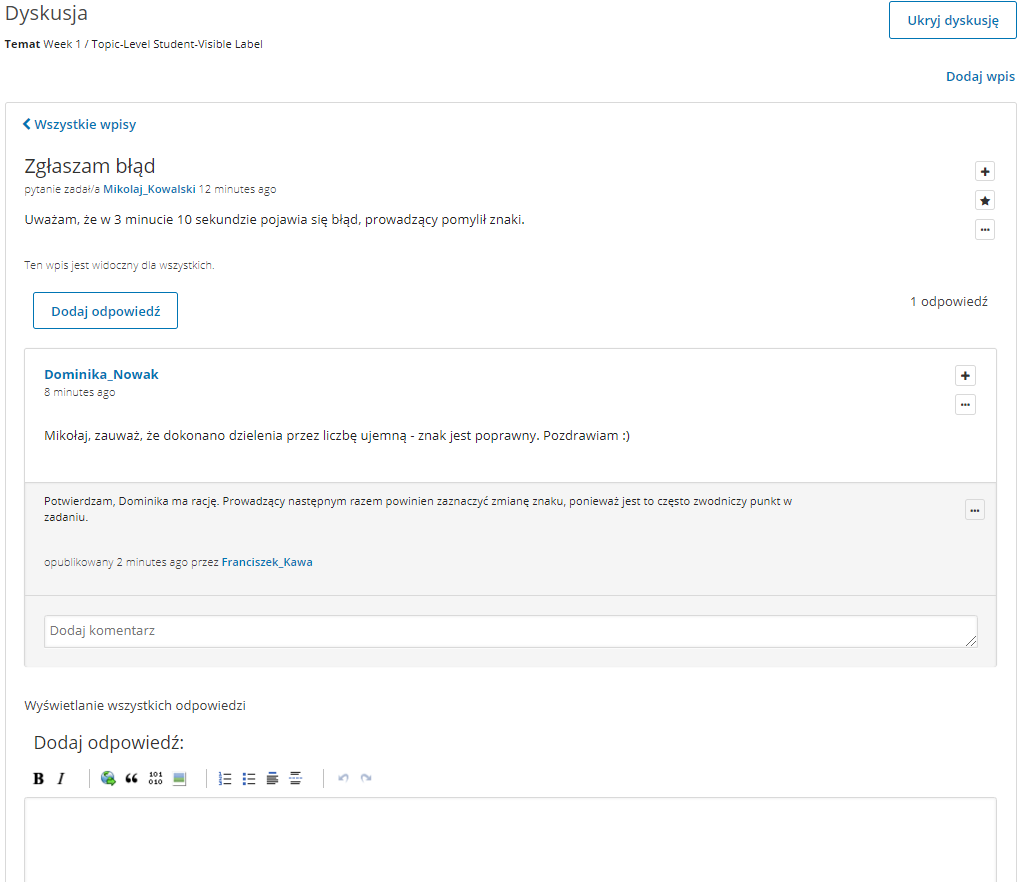 Dyskusja
Ukryj dyskusję
Temat Week 1 / Topic-Level Student-Visible Label
Dodaj wpis
Wszystkie wpisy
Zgłaszam błąd
pytanie zadał/a Mikolaj_Kowalski 12 minutes ago
Uważam, że w 3 minucie 10 sekundzie pojawia się błąd, prowadzący pomylił znaki.
Ten wpis jest widoczny dla wszystkich.
Dodaj odpowiedź
1 odpowiedź
Dominika_Nowak
8 minutes ago
Mikołaj, zauważ, że dokonano dzielenia przez liczbę ujemną - znak jest poprawny. Pozdrawiam :)
Potwierdzam, Dominika ma rację. Prowadzący następnym razem powinien zaznaczyć zmianę znaku, ponieważ jest to często zwodniczy punkt w
zadaniu.
opublikowany 2 minutes ago przez Franciszek_Kawa
Dodaj komentarz
Wyświetlanie wszystkich odpowiedzi
Dodaj odpowiedź:
B I 101 010